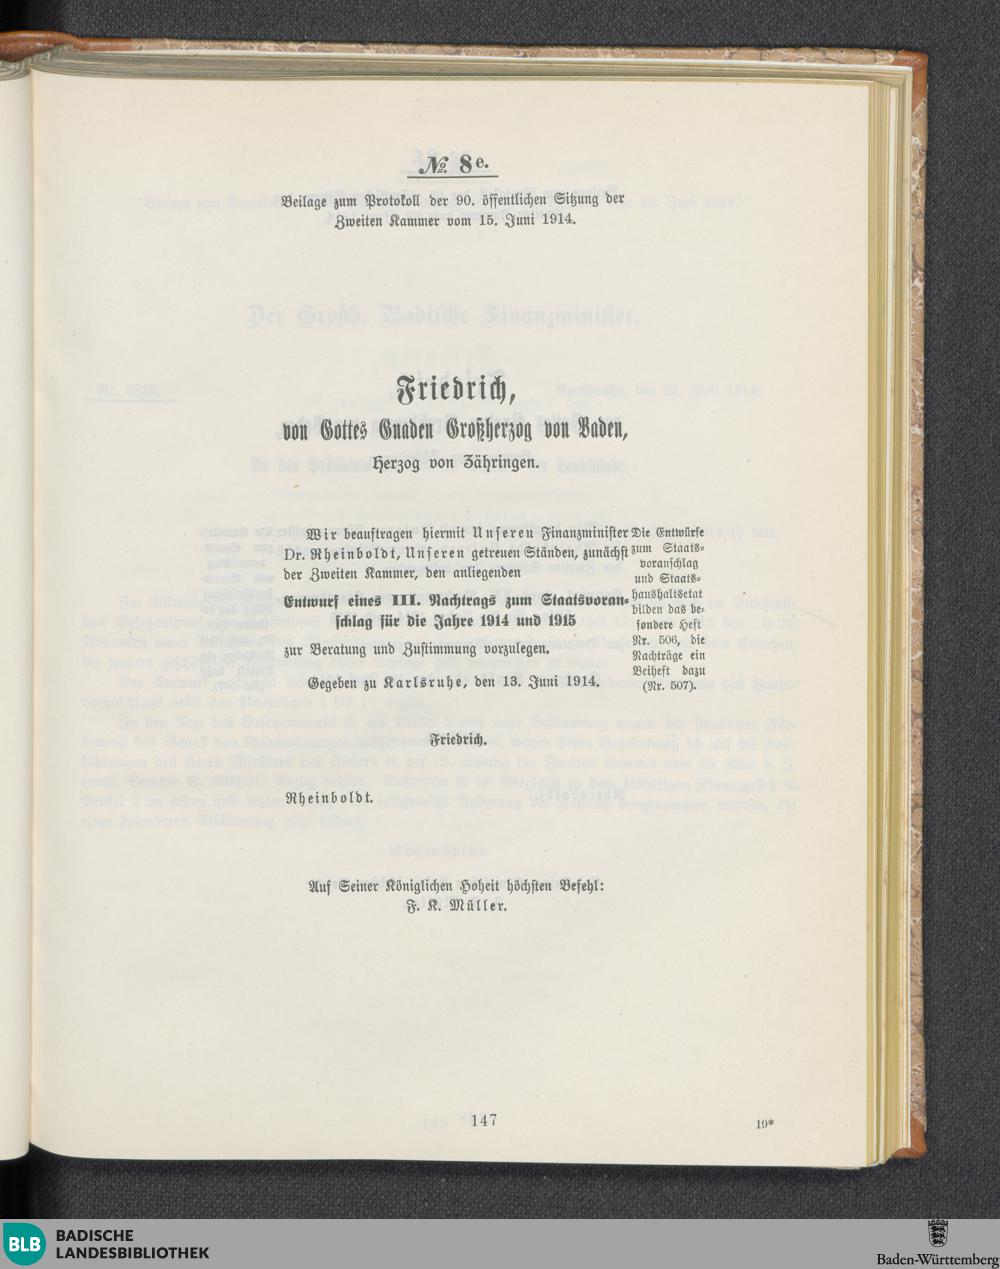 № 8e.
Beilage zum Protokoll der 90. öffentlichen Sitzung der
Zweiten Kammer vom 15. Juni 1914.
Friedrich,
von Gottes Gnaden Großherzog von Baden,
Herzog von Zähringen.
Wir beauftragen hiermit Unseren Finanzminister
Dr. Rheinboldt, Unseren getreuen Ständen, zunächst
der Zweiten Kammer, den anliegenden
Entwurf eines III. Nachtrags zum Staatsvoran-
schlag für die Jahre 1914 und 1915
zur Beratung und Zustimmung vorzulegen.
Gegeben zu Karlsruhe, den 13. Juni 1914.
Die Entwürfe
zum Staats-
voranschlag
und Staats-
haushaltsetat
bilden das be-
sondere Heft
Nr. 506, die
Nachträge ein
Beiheft dazu
(Nr. 507).
Friedrich.
Rheinboldt.
Auf Seiner Königlichen Hoheit höchsten Befehl:
F. K. Müller.
147
19*
BLB
BADISCHE
LANDESBIBLIOTHEK
Baden-Württemberg